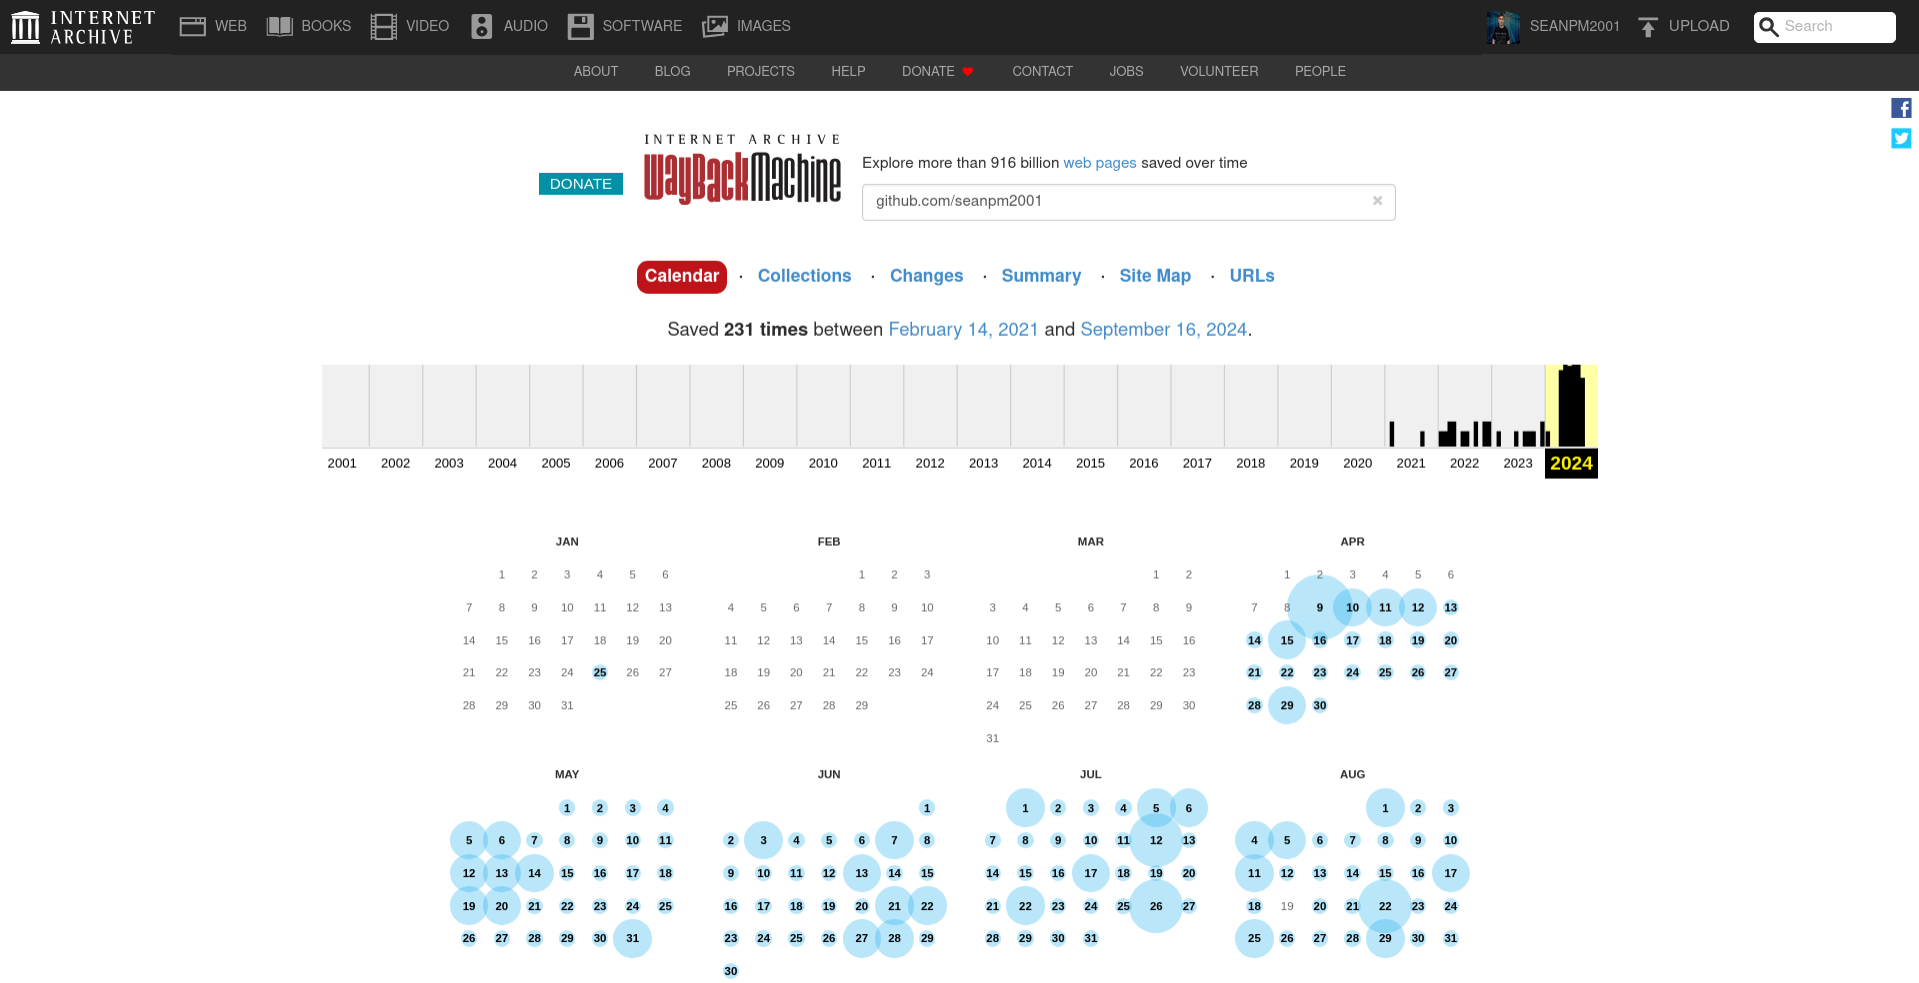 INTERNET ARCHIVE
WEB BOOKS VIDEO AUDIO SOFTWARE IMAGES
SEANPM2001 UPLOAD Search
ABOUT BLOG PROJECTS HELP DONATE CONTACT JOBS VOLUNTEER PEOPLE
DONATE
INTERNET ARCHIVE
WayBackMachine
Explore more than 916 billion web pages saved over time
github.com/seanpm2001 ×
Calendar · Collections · Changes · Summary · Site Map · URLs
Saved 231 times between February 14, 2021 and September 16, 2024.
2001 2002 2003 2004 2005 2006 2007 2008 2009 2010 2011 2012 2013 2014 2015 2016 2017 2018 2019 2020 2021 2022 2023 2024
JAN
1 2 3 4 5 6
7 8 9 10 11 12 13
14 15 16 17 18 19 20
21 22 23 24 25 26 27
28 29 30 31
FEB
1 2 3
4 5 6 7 8 9 10
11 12 13 14 15 16 17
18 19 20 21 22 23 24
25 26 27 28 29
MAR
1 2
3 4 5 6 7 8 9
10 11 12 13 14 15 16
17 18 19 20 21 22 23
24 25 26 27 28 29 30
31
APR
1 2 3 4 5 6
7 8 9 10 11 12 13
14 15 16 17 18 19 20
21 22 23 24 25 26 27
28 29 30
MAY
1 2 3 4
5 6 7 8 9 10 11
12 13 14 15 16 17 18
19 20 21 22 23 24 25
26 27 28 29 30 31
JUN
1
2 3 4 5 6 7 8
9 10 11 12 13 14 15
16 17 18 19 20 21 22
23 24 25 26 27 28 29
30
JUL
1 2 3 4 5 6
7 8 9 10 11 12 13
14 15 16 17 18 19 20
21 22 23 24 25 26 27
28 29 30 31
AUG
1 2 3
4 5 6 7 8 9 10
11 12 13 14 15 16 17
18 19 20 21 22 23 24
25 26 27 28 29 30 31